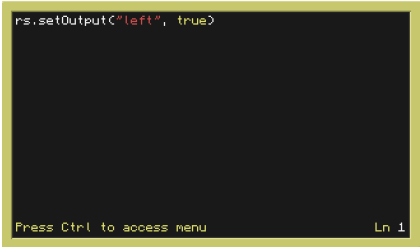 rs.setOutput("left", true)
Press Ctrl to access menu
Ln 1